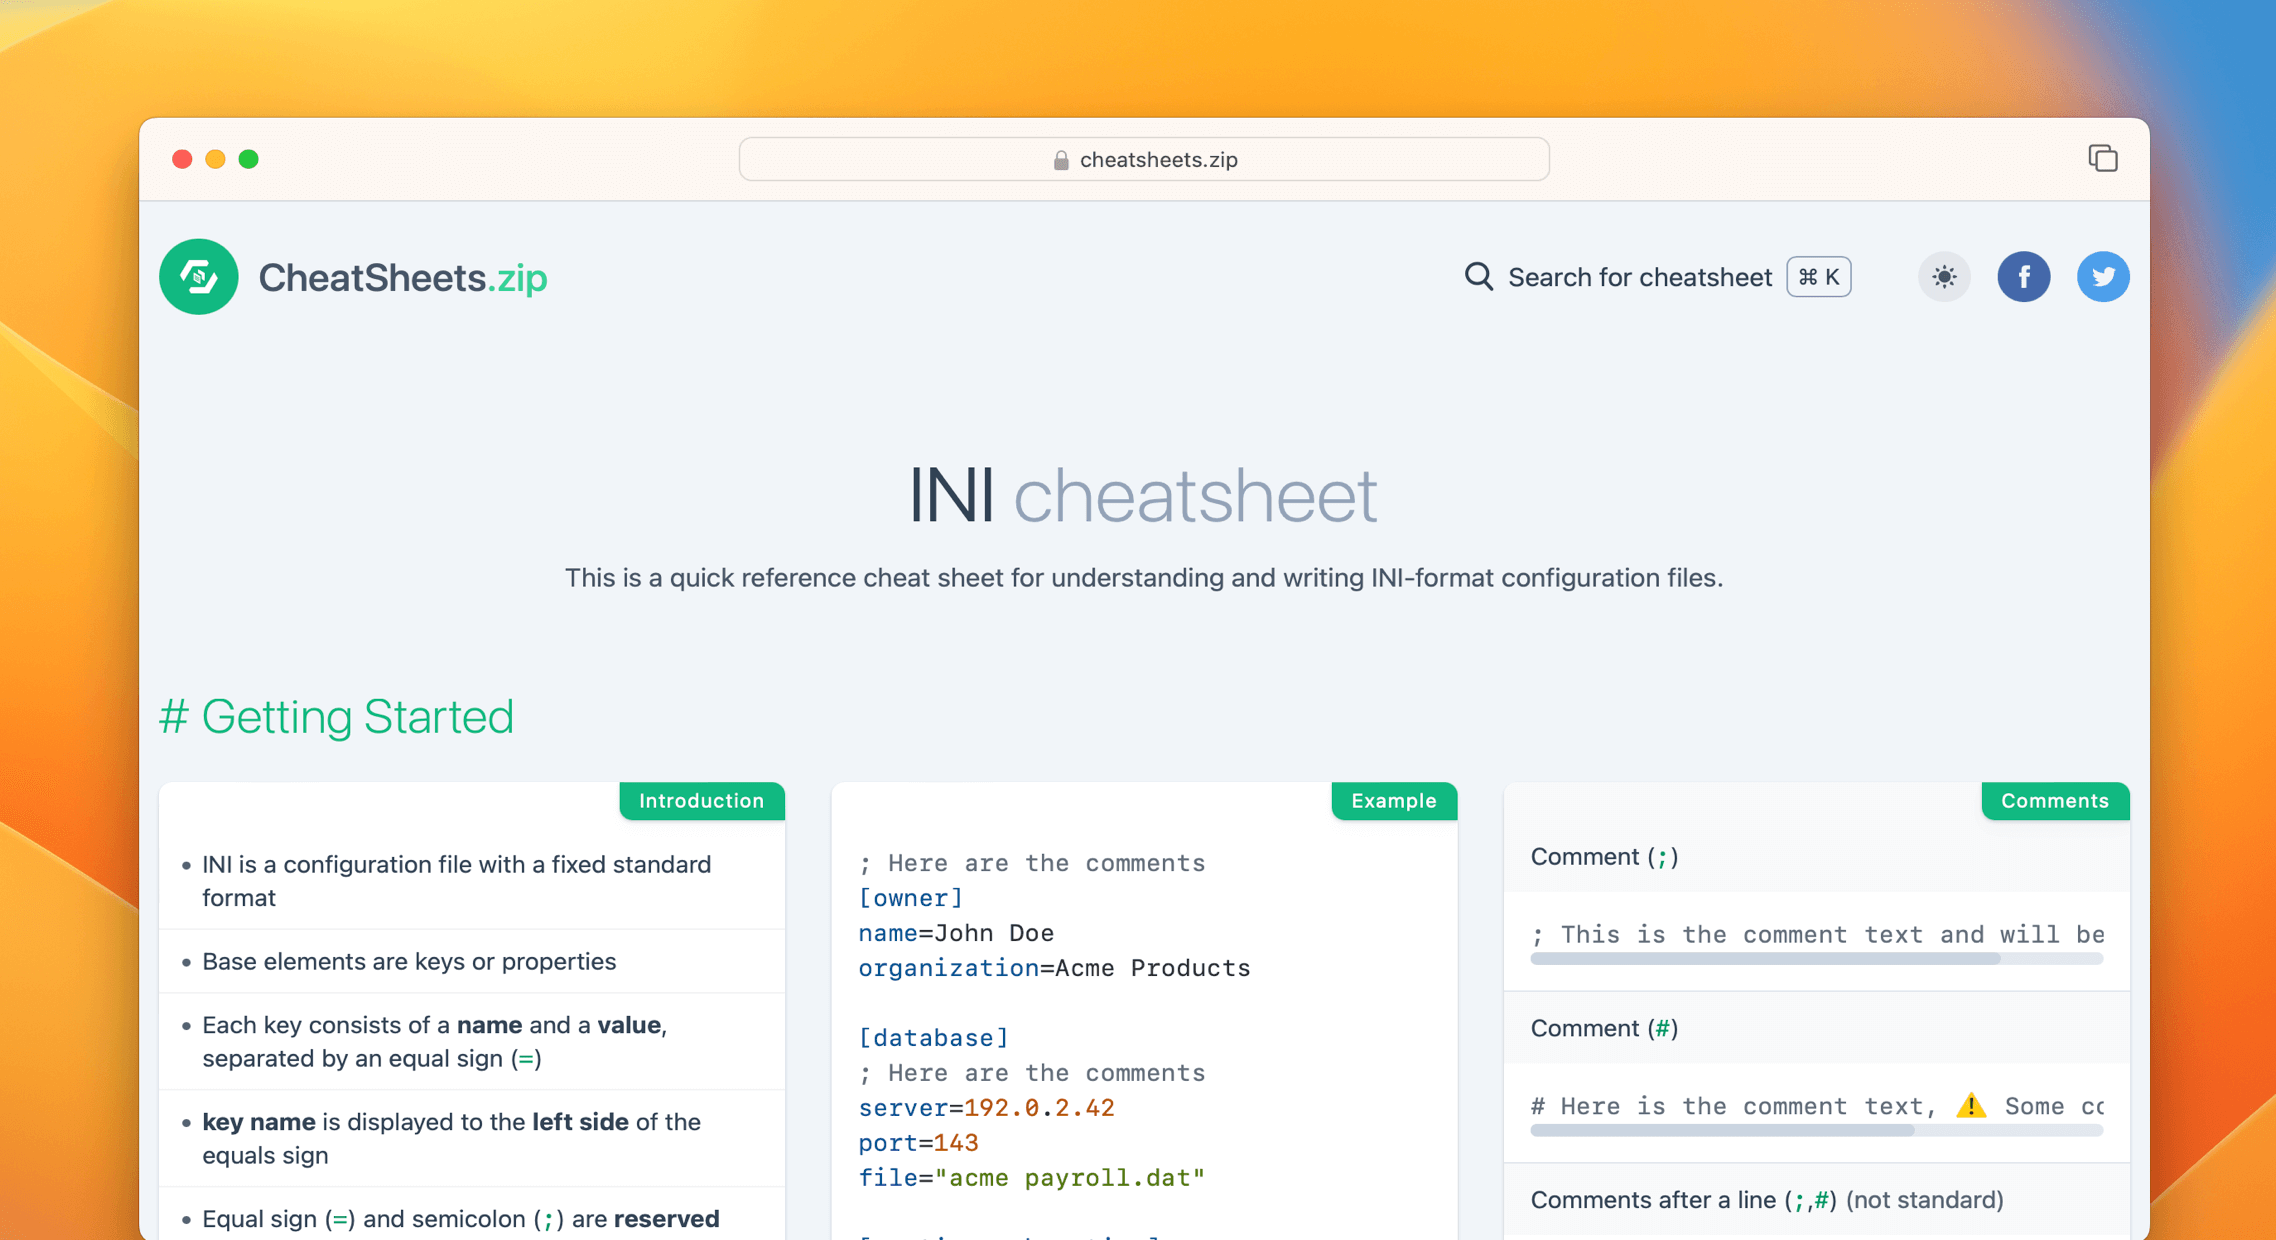 cheatsheets.zip
CheatSheets.zip
Search for cheatsheet ⌘ K
INI cheatsheet
This is a quick reference cheat sheet for understanding and writing INI-format configuration files.
# Getting Started
Introduction
• INI is a configuration file with a fixed standard
format
• Base elements are keys or properties
• Each key consists of a name and a value,
separated by an equal sign (=)
• key name is displayed to the left side of the
equals sign
• Equal sign (=) and semicolon (;) are reserved
Example
; Here are the comments
[owner]
name=John Doe
organization=Acme Products
[database]
; Here are the comments
server=192.0.2.42
port=143
file="acme payroll.dat"
Comments
Comment (;)
; This is the comment text and will be
Comment (#)
# Here is the comment text, ⚠️ Some
Comments after a line (;,#) (not standard)